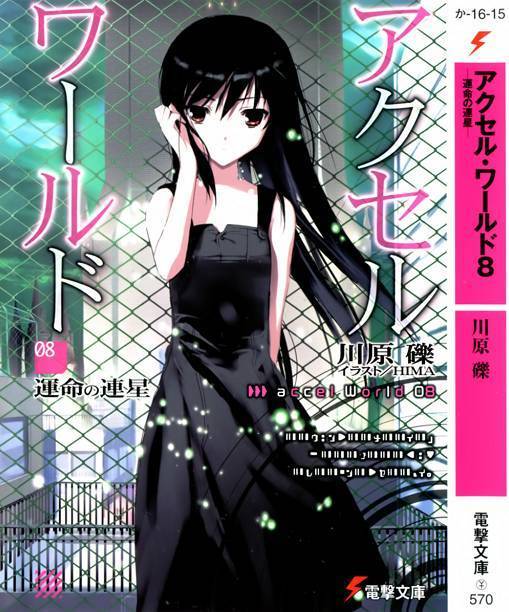 アクセル
ワールド
08
運命の連星
川原 礫
イラスト/HIMA
accel World 08
電撃文庫
か-16-15
アクセル・ワールド8
―運命の連星―
川原 礫
電撃文庫
¥
570